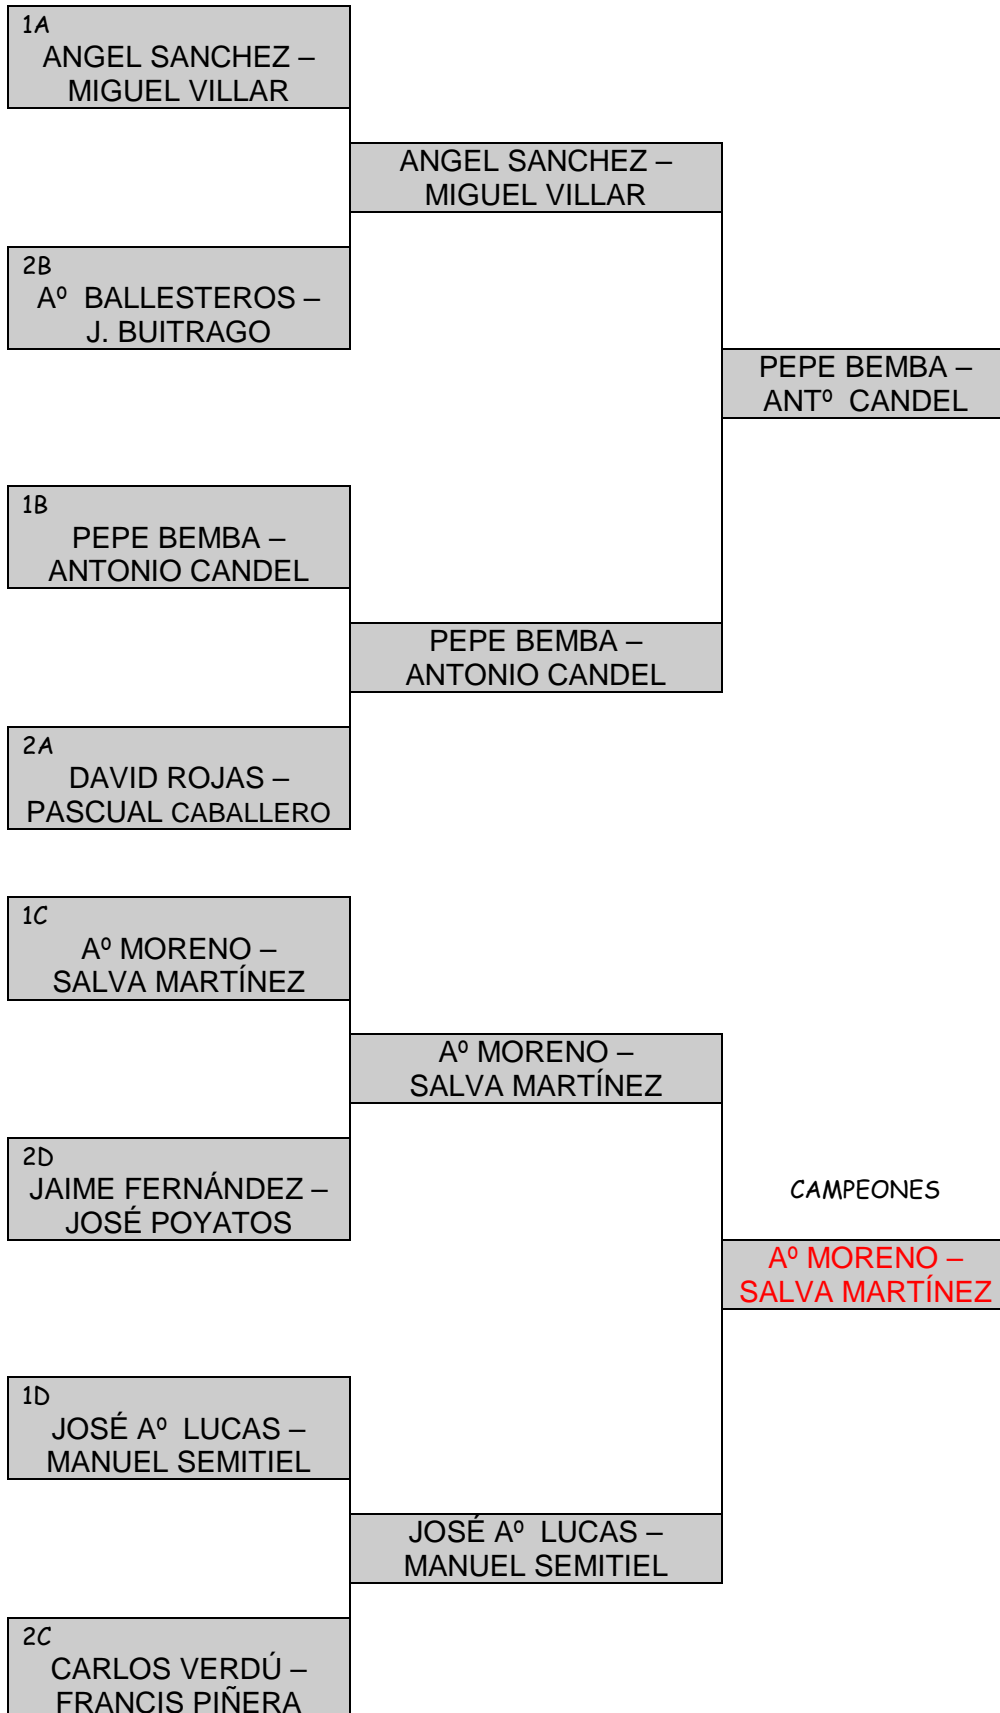 1A
ANGEL SANCHEZ –
MIGUEL VILLAR
ANGEL SANCHEZ –
MIGUEL VILLAR
2B
Aº BALLESTEROS –
J. BUITRAGO
PEPE BEMBA –
ANTº CANDEL
1B
PEPE BEMBA –
ANTONIO CANDEL
PEPE BEMBA –
ANTONIO CANDEL
2A
DAVID ROJAS –
PASCUAL CABALLERO
1C
Aº MORENO –
SALVA MARTÍNEZ
Aº MORENO –
SALVA MARTÍNEZ
2D
JAIME FERNÁNDEZ –
JOSÉ POYATOS
CAMPEONES
Aº MORENO –
SALVA MARTÍNEZ
1D
JOSÉ Aº LUCAS –
MANUEL SEMITIEL
JOSÉ Aº LUCAS –
MANUEL SEMITIEL
2C
CARLOS VERDÚ –
FRANCIS PIÑERA